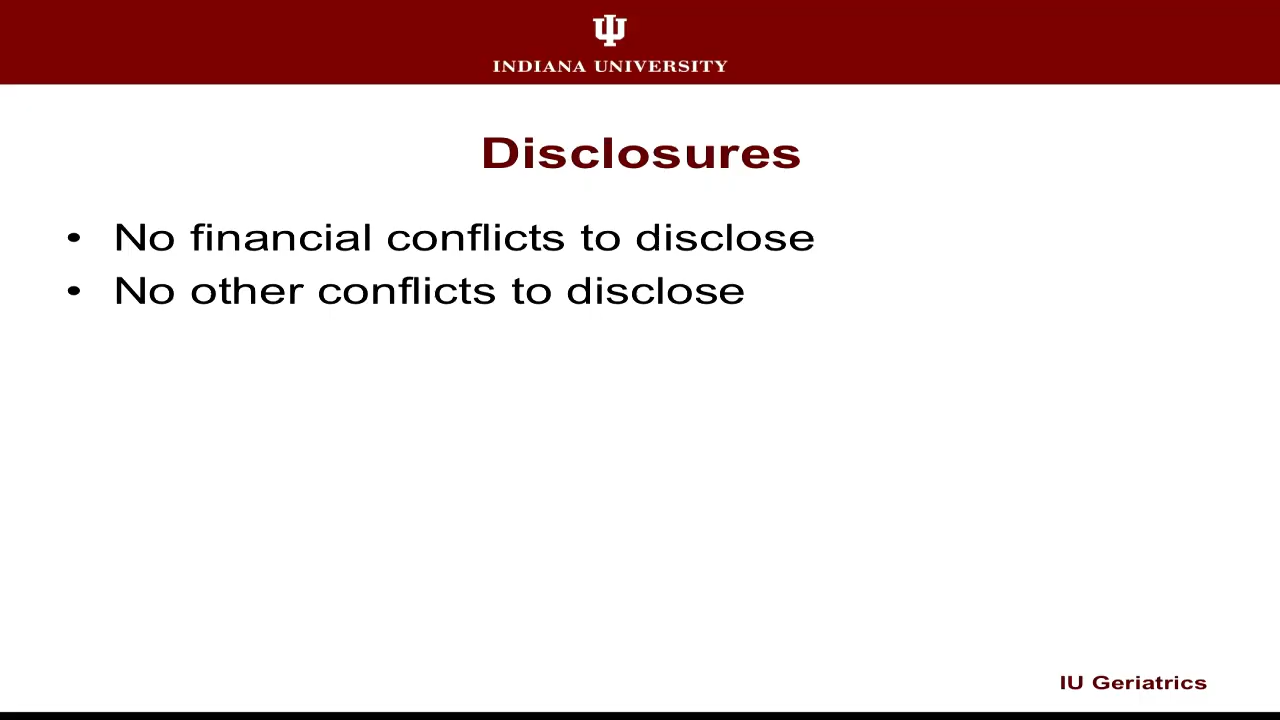 INDIANA UNIVERSITY
Disclosures
• No financial conflicts to disclose
• No other conflicts to disclose
IU Geriatrics